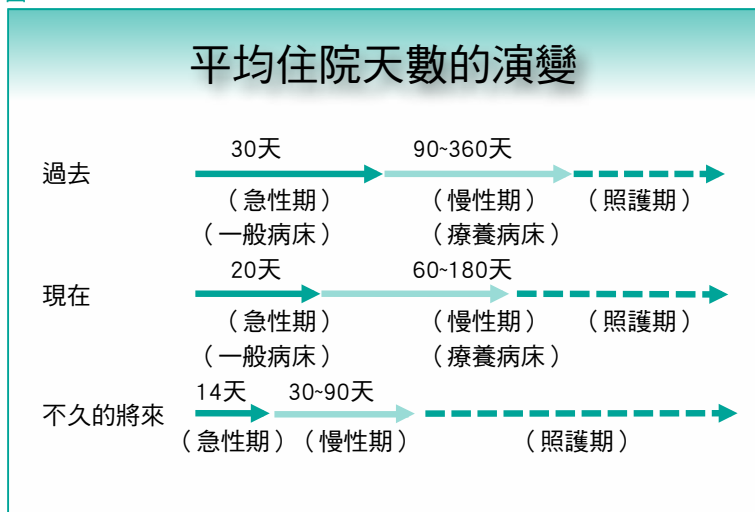 平均住院天數的演變
30天 90~360天
過去
（急性期） （慢性期） （照護期）
（一般病床） （療養病床）
20天 60~180天
現在
（急性期） （慢性期） （照護期）
（一般病床） （療養病床）
14天 30~90天
不久的將來
（急性期）（慢性期） （照護期）